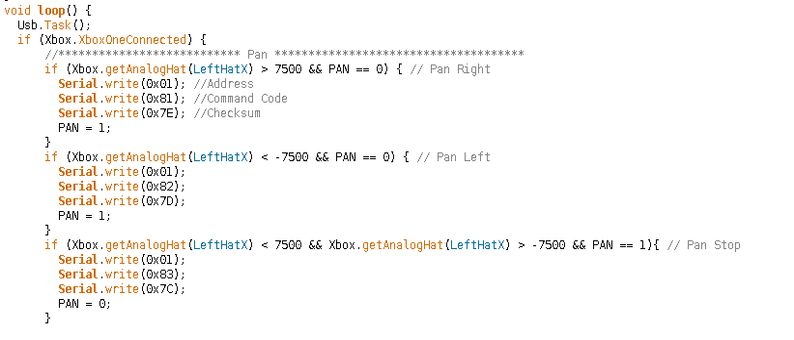 void loop() {
  Usb.Task();
  if (Xbox.XboxOneConnected) {
      //*************************** Pan *************************************
      if (Xbox.getAnalogHat(LeftHatX) > 7500 && PAN == 0) { // Pan Right
        Serial.write(0x01); //Address
        Serial.write(0x81); //Command Code
        Serial.write(0x7E); //Checksum
        PAN = 1;
      }
      if (Xbox.getAnalogHat(LeftHatX) < -7500 && PAN == 0) { // Pan Left
        Serial.write(0x01);
        Serial.write(0x82);
        Serial.write(0x7D);
        PAN = 1;
      }
      if (Xbox.getAnalogHat(LeftHatX) < 7500 && Xbox.getAnalogHat(LeftHatX) > -7500 && PAN == 1){ // Pan Stop
        Serial.write(0x01);
        Serial.write(0x83);
        Serial.write(0x7C);
        PAN = 0;
      }